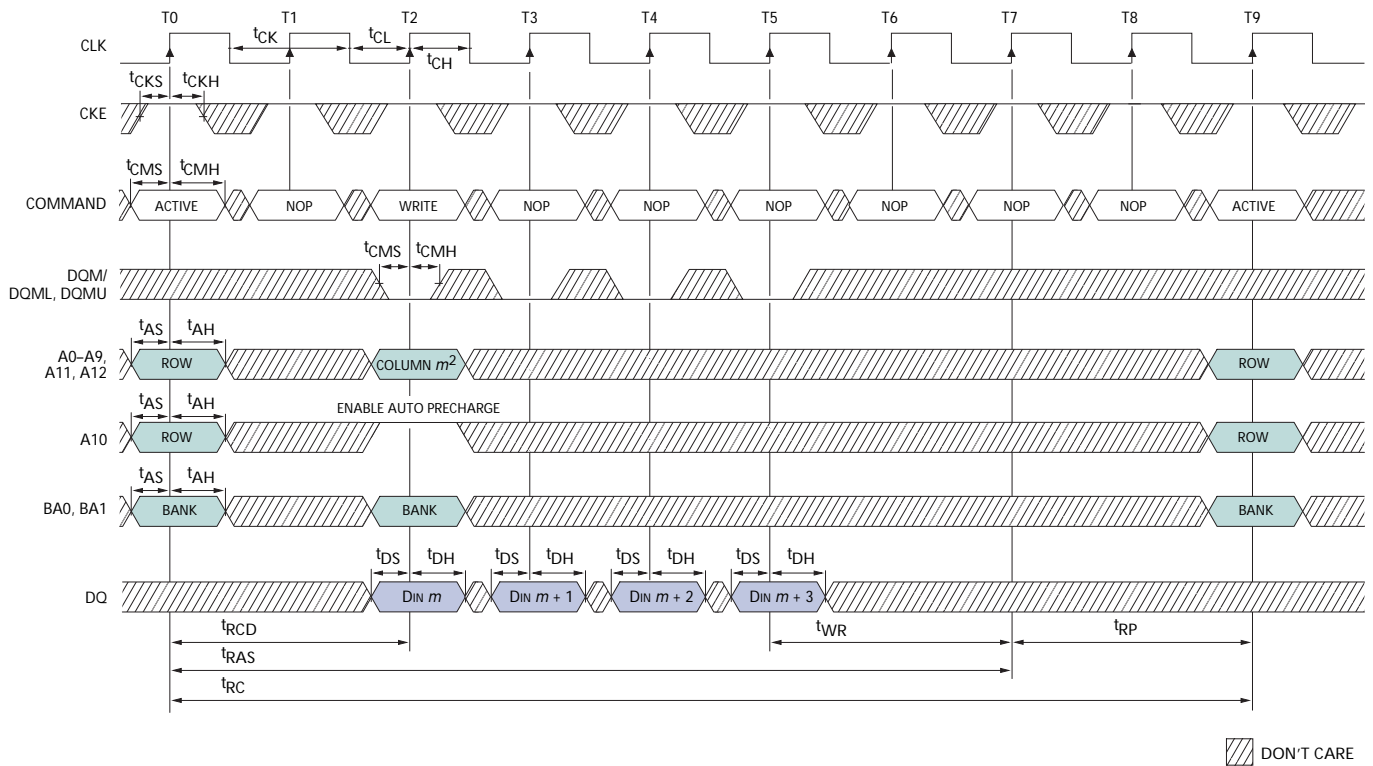 T0 T1 T2 T3 T4 T5 T6 T7 T8 T9
CLK
tCK tCL
tCH
tCKS tCKH
CKE
tCMS tCMH
COMMAND ACTIVE NOP WRITE NOP NOP NOP NOP NOP NOP ACTIVE
tCMS tCMH
DQM/
DQML, DQMU
tAS tAH
A0–A9,
A11, A12
ROW COLUMN m2 ROW
tAS tAH
ENABLE AUTO PRECHARGE
A10 ROW ROW
tAS tAH
BA0, BA1 BANK BANK BANK
tDS tDH tDS tDH tDS tDH tDS tDH
DQ DIN m DIN m + 1 DIN m + 2 DIN m + 3
tRCD tWR tRP
tRAS
tRC
DON'T CARE